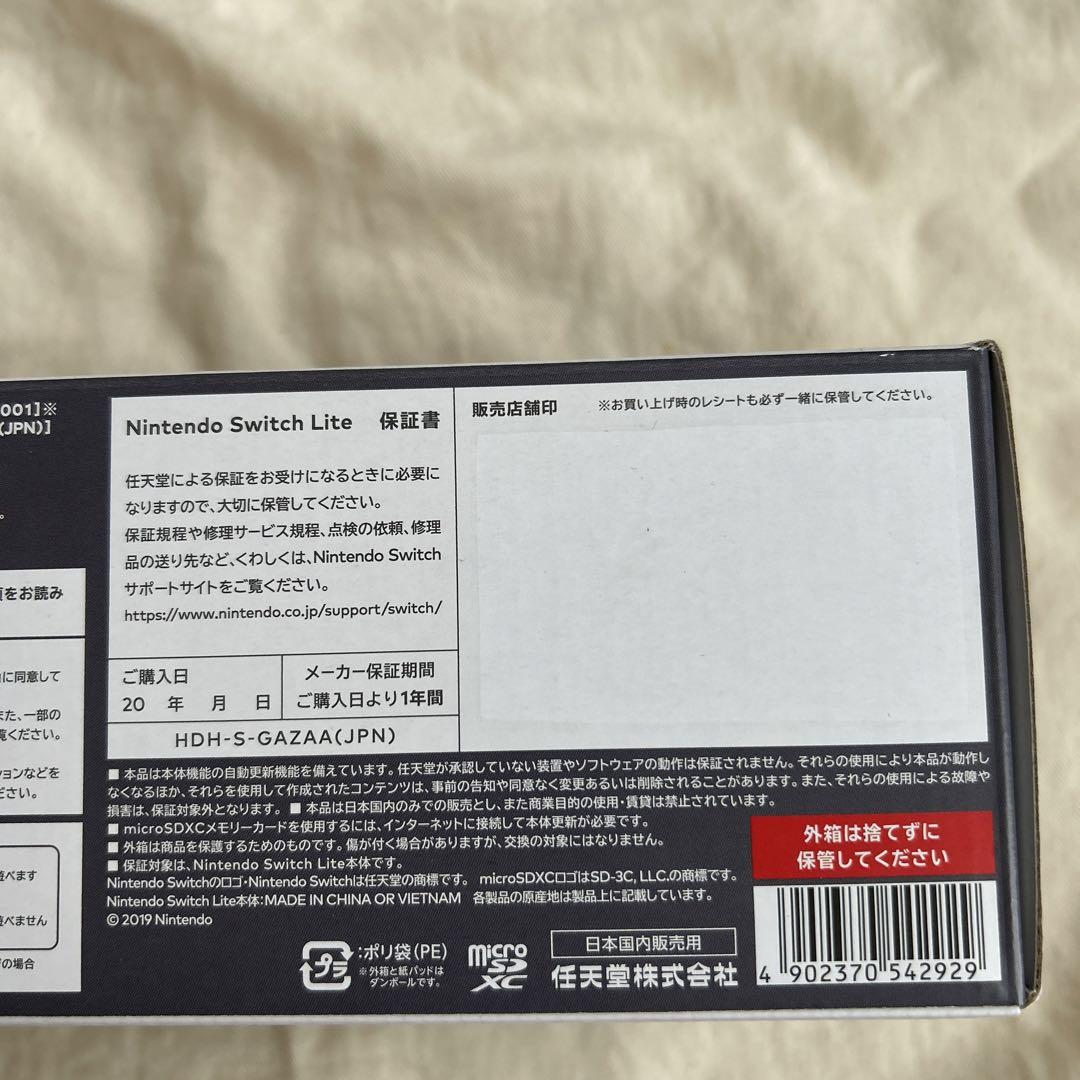 001]※
(JPN)]
。
をお読み
に同意して
また、一部の
覧ください。
ションなどを
ださい。
遊べます
遊べません
の場合
Nintendo Switch Lite 保証書
任天堂による保証をお受けになるときに必要に
なりますので、大切に保管してください。
保証規程や修理サービス規程、点検の依頼、修理
品の送り先など、くわしくは、Nintendo Switch
サポートサイトをご覧ください。
https://www.nintendo.co.jp/support/switch/
ご購入日
20 年 月 日
メーカー保証期間
ご購入日より1年間
HDH-S-GAZAA(JPN)
販売店舗印 ※お買い上げ時のレシートも必ず一緒に保管してください。
■ 本品は本体機能の自動更新機能を備えています。任天堂が承認していない装置やソフトウェアの動作は保証されません。それらの使用により本品が動作し
なくなるほか、それらを使用して作成されたコンテンツは、事前の告知や同意なく変更あるいは削除されることがあります。また、それらの使用による故障や
損害は、保証対象外となります。 ■ 本品は日本国内のみでの販売とし、また商業目的の使用・賃貸は禁止されています。
■ microSDXCメモリーカードを使用するには、インターネットに接続して本体更新が必要です。
■ 外箱は商品を保護するためのものです。傷が付く場合がありますが、交換の対象にはなりません。
■ 保証対象は、Nintendo Switch Lite本体です。
Nintendo Switchのロゴ・Nintendo Switchは任天堂の商標です。 microSDXCロゴはSD-3C, LLC.の商標です。
Nintendo Switch Lite本体：MADE IN CHINA OR VIETNAM 各製品の原産地は製品上に記載しています。
© 2019 Nintendo
プラ
:ポリ袋(PE)
※外箱と紙パッドは
ダンボールです。
micro
SD
XC
日本国内販売用
任天堂株式会社
外箱は捨てずに
保管してください
4 902370 542929